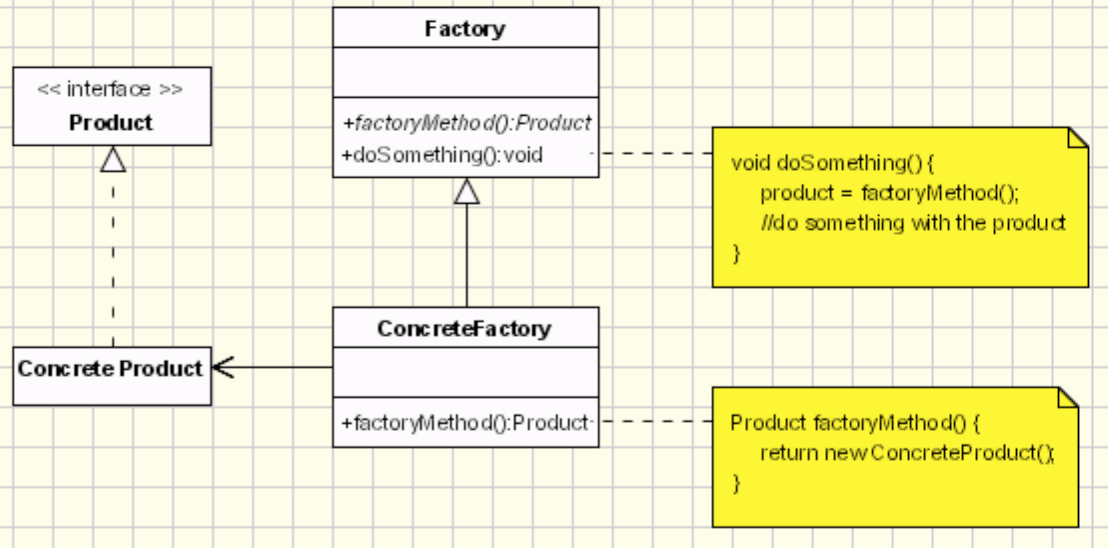 Factory
+factoryMethod():Product
+doSomething():void
<< interface >>
Product
void doSomething() {
product = factoryMethod();
//do something with the product
}
ConcreteFactory
+factoryMethod():Product
Concrete Product
Product factoryMethod() {
return new ConcreteProduct();
}